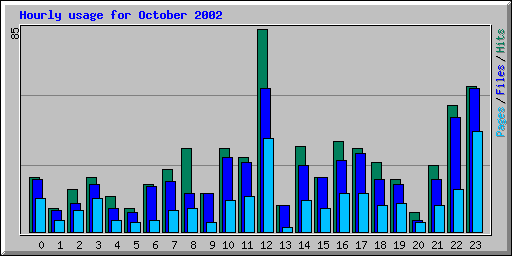 Hourly usage for October 2002
85
Pages/Files/Hits
0 1 2 3 4 5 6 7 8 9 10 11 12 13 14 15 16 17 18 19 20 21 22 23